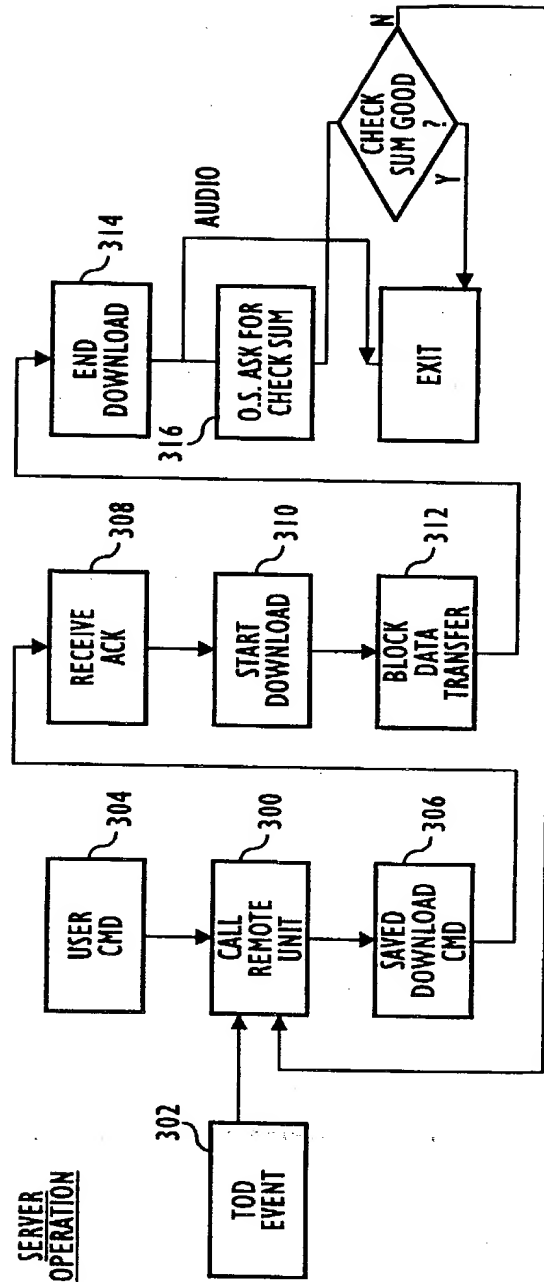 SERVER
OPERATION
302
TOD
EVENT
304
USER
CMD
300
CALL
REMOTE
UNIT
306
SAVED
DOWNLOAD
CMD
308
RECEIVE
ACK
310
START
DOWNLOAD
312
BLOCK
DATA
TRANSFER
314
END
DOWNLOAD
AUDIO
316
O.S. ASK FOR
CHECK SUM
EXIT
CHECK
SUM GOOD
?
Y
N